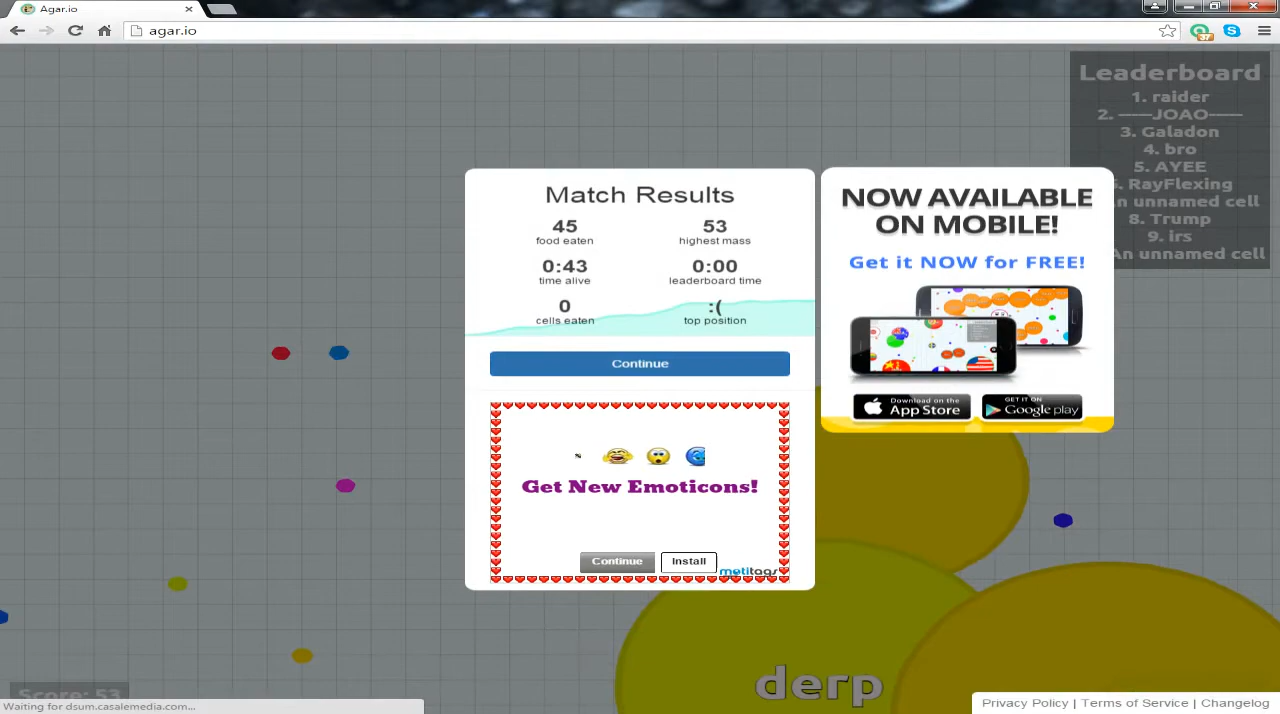 Agar.io
agar.io
37
Leaderboard
1. raider
2. ——JOAO——
3. Galadon
4. bro
5. AYEE
RayFlexing
n unnamed cell
8. Trump
9. irs
An unnamed cell
Match Results
45
food eaten
53
highest mass
0:43
time alive
0:00
leaderboard time
0
cells eaten
:(
top position
Continue
Get New Emoticons!
Continue
Install
motitags
NOW AVAILABLE
ON MOBILE!
Get it NOW for FREE!
Download on the
App Store
GET IT ON
Google play
derp
Score: 53
Waiting for dsum.casalemedia.com...
Privacy Policy | Terms of Service | Changelog